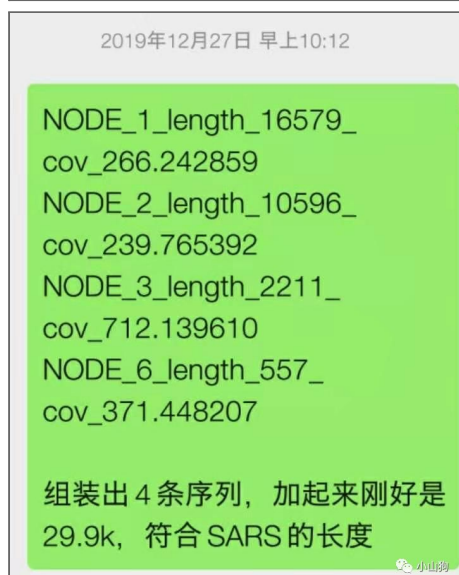 2019年12月27日 早上10:12
NODE_1_length_16579_
cov_266.242859
NODE_2_length_10596_
cov_239.765392
NODE_3_length_2211_
cov_712.139610
NODE_6_length_557_
cov_371.448207
组装出4条序列，加起来刚好是
29.9k，符合SARS的长度
小山狗